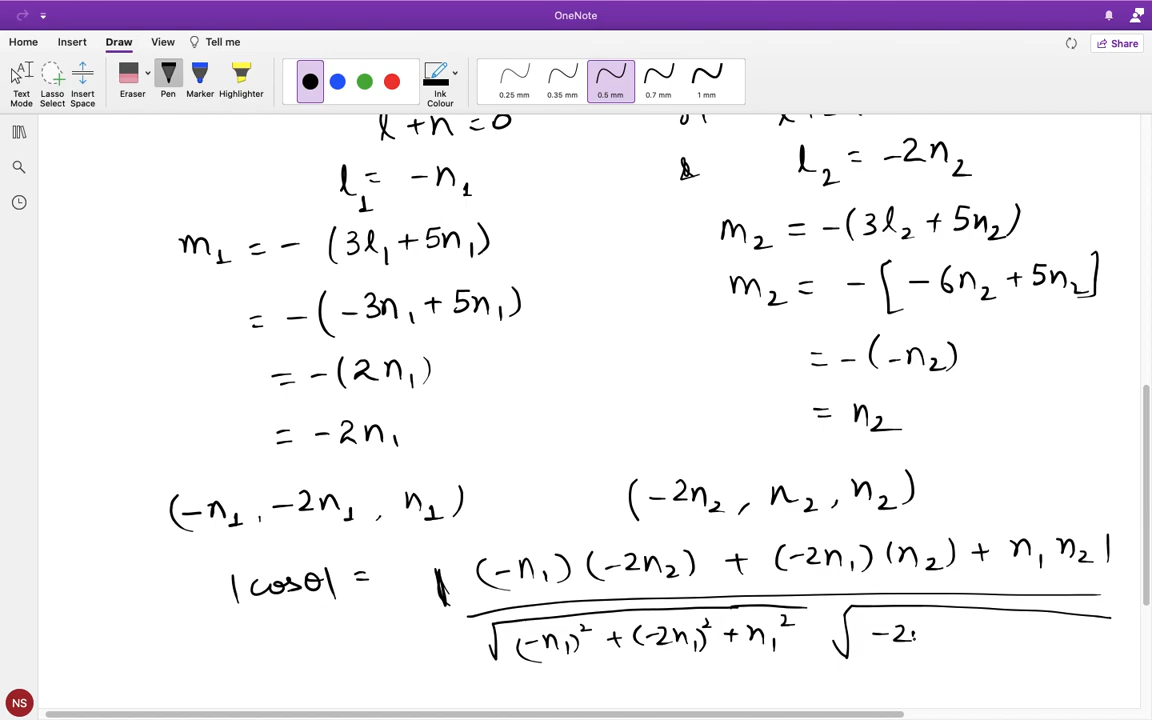 OneNote
Home Insert Draw View Tell me Share
Text Mode Lasso Select Insert Space Eraser Pen Marker Highlighter Ink Colour 0.25 mm 0.35 mm 0.5 mm 0.7 mm 1 mm
l + n = 0
l₁ = -n₁
l₂ = -2n₂
m₁ = - (3l₁ + 5n₁)
m₂ = -(3l₂ + 5n₂)
= -(-3n₁ + 5n₁)
m₂ = -[-6n₂ + 5n₂]
= -(2n₁)
= -(-n₂)
= -2n₁
= n₂
(-n₁, -2n₁, n₁)
(-2n₂, n₂, n₂)
|cosθ| = |(-n₁)(-2n₂) + (-2n₁)(n₂) + n₁n₂|
√(-n₁)² + (-2n₁)² + n₁² √-2
NS